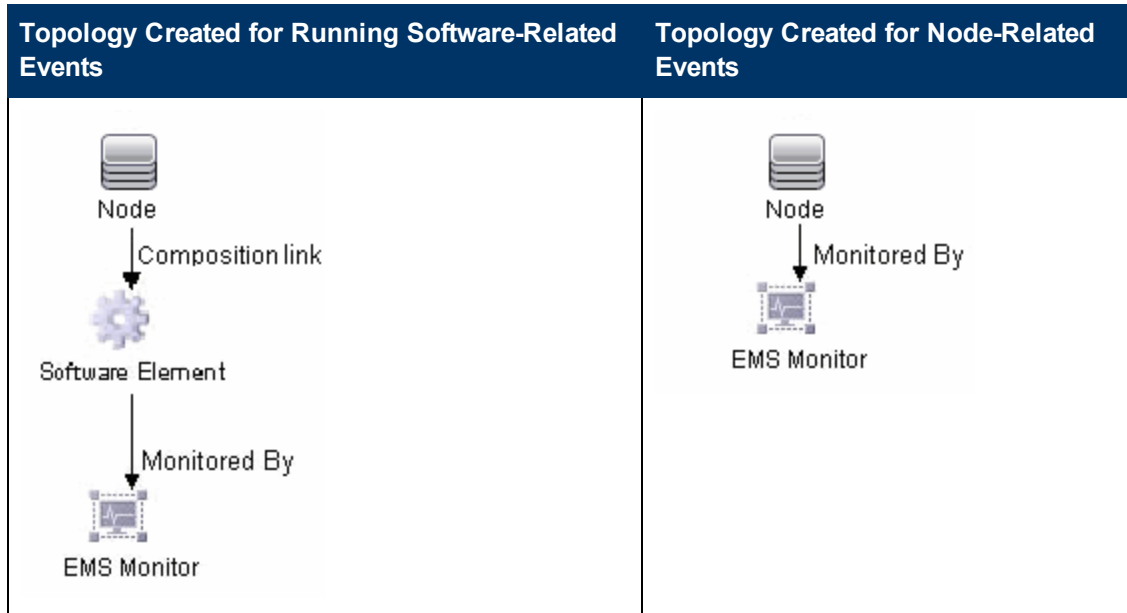 Topology Created for Running Software-Related
Events
Topology Created for Node-Related
Events
Node
Composition link
Software Element
Monitored By
EMS Monitor
Node
Monitored By
EMS Monitor